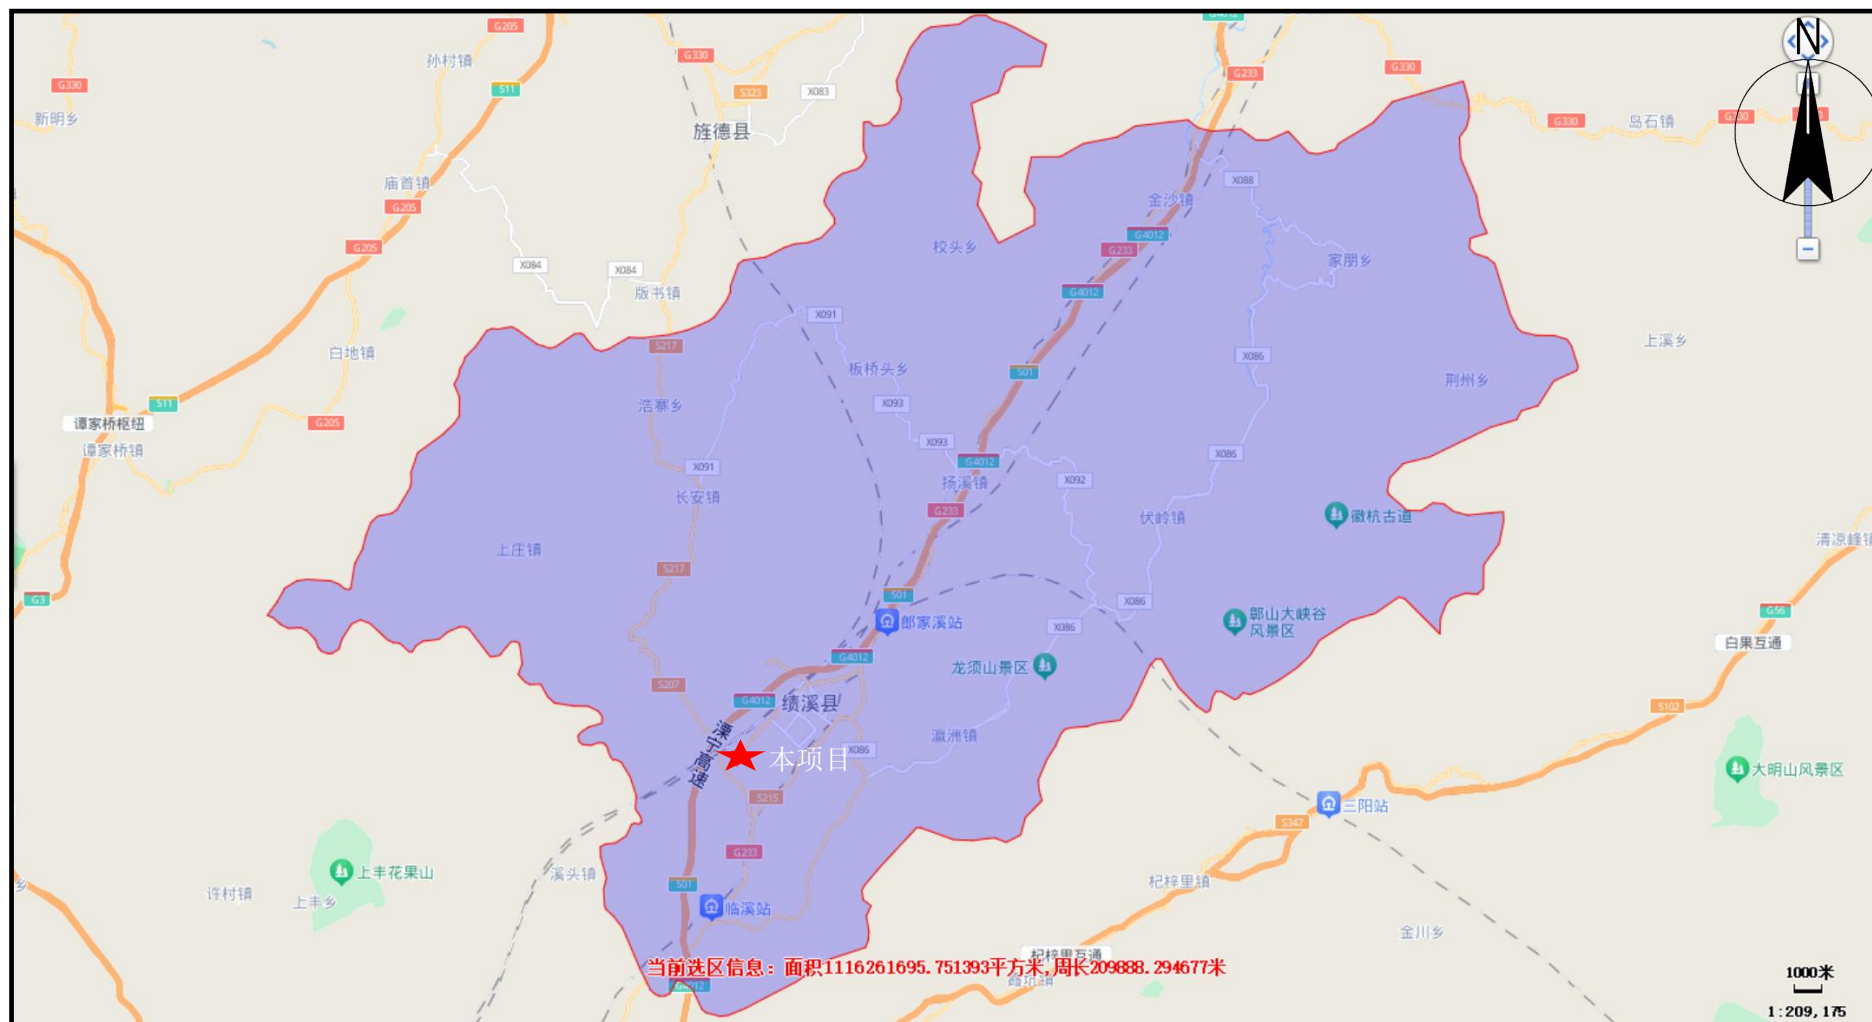 G4012
G205
孙村镇
G330
S11
G330
新明乡
S323
X083
旌德县
G233
G330
G330
G330
岛石镇
N
庙首镇
G205
G205
X088
金沙镇
G4012
G233
校头乡
家朋乡
X084
X084
版书镇
G4012
X091
S217
白地镇
板桥头乡
S01
X086
上溪乡
荆州乡
S11
G205
谭家桥枢纽
谭家桥镇
浩寨乡
X093
X093
G4012
X086
X091
长安镇
扬溪镇
X092
G233
伏岭镇
徽杭古道
上庄镇
清凉峰镇
S217
G3
S01
X086
G56
郎家溪站
X086
鄣山大峡谷
风景区
白果互通
G4012
龙须山景区
S207
G4012
绩溪县
S102
溧宁高速
瀛洲镇
X086
本项目
大明山风景区
S215
三阳站
S347
G233
上丰花果山
溪头镇
S01
许村镇
上丰乡
杞梓里镇
临溪站
金川乡
杞梓里互通
当前选区信息：面积1116261695.751393平方米,周长209888.294677米
G4012
1000米
1:209,175